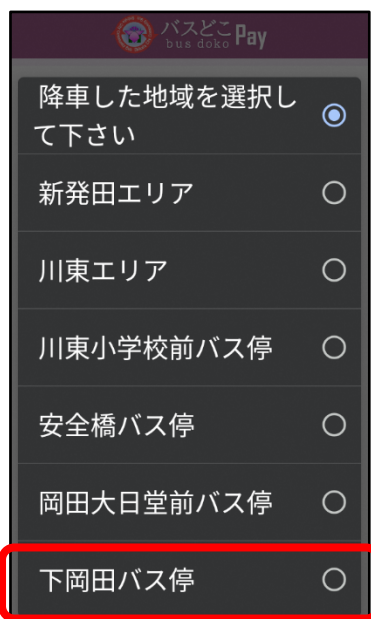 バスどこ Pay
bus doko
降車した地域を選択し
て下さい
新発田エリア
川東エリア
川東小学校前バス停
安全橋バス停
岡田大日堂前バス停
下岡田バス停